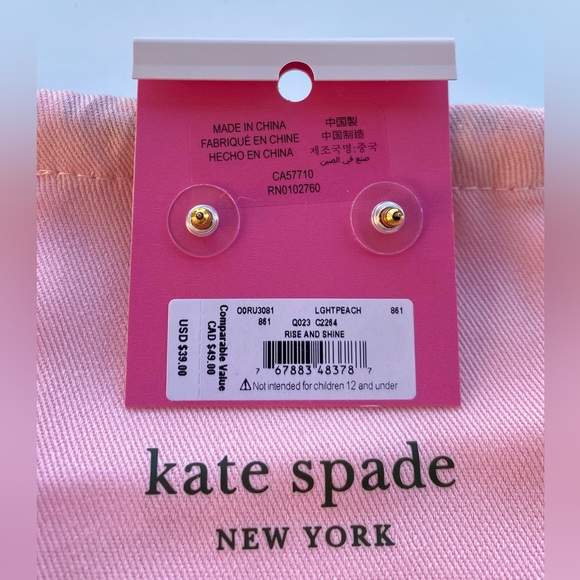 MADE IN CHINA
FABRIQUÉ EN CHINE
HECHO EN CHINA
中国製
中国制造
제조국명:중국
صنع في الصين
CA57710
RN0102760
O0RU3081 LGHTPEACH 861
861 Q023 C2264
RISE AND SHINE
7 67883 48378 7
⚠Not intended for children 12 and under
Comparable Value
CAD $49.00
USD $39.00
kate spade
NEW YORK